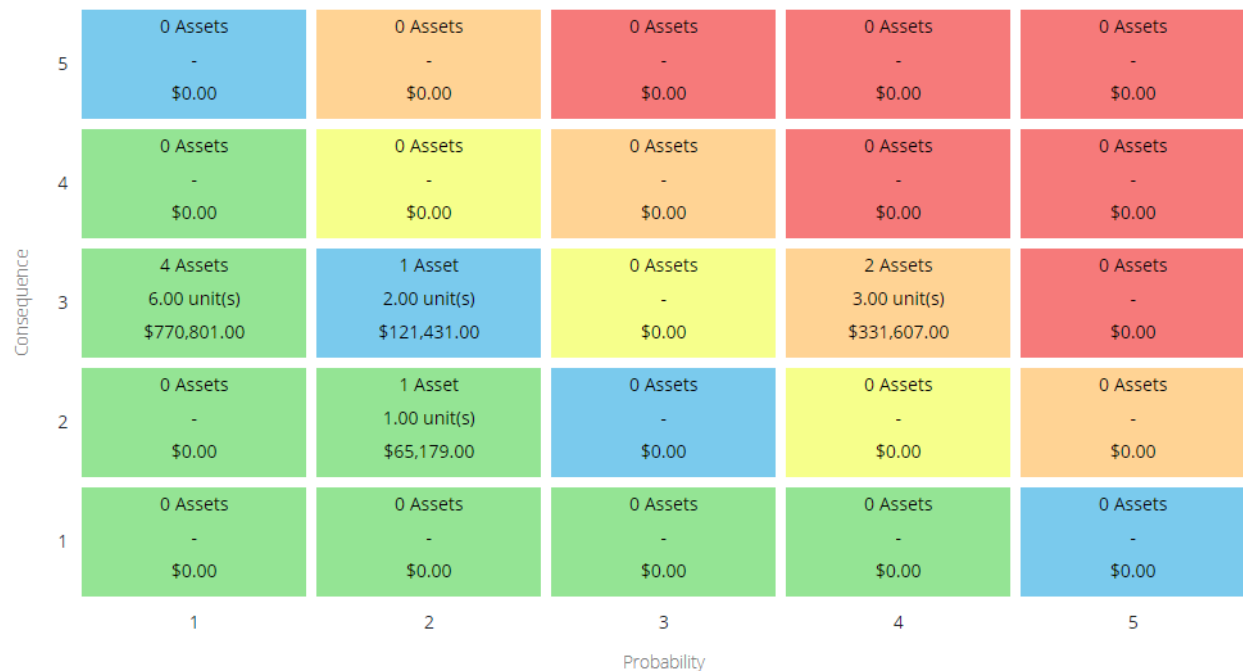 0 Assets 0 Assets 0 Assets 0 Assets 0 Assets
5 - - - - -
$0.00 $0.00 $0.00 $0.00 $0.00
0 Assets 0 Assets 0 Assets 0 Assets 0 Assets
4 - - - - -
$0.00 $0.00 $0.00 $0.00 $0.00
Consequence
4 Assets 1 Asset 0 Assets 2 Assets 0 Assets
3 6.00 unit(s) 2.00 unit(s) - 3.00 unit(s) -
$770,801.00 $121,431.00 $0.00 $331,607.00 $0.00
0 Assets 1 Asset 0 Assets 0 Assets 0 Assets
2 - 1.00 unit(s) - - -
$0.00 $65,179.00 $0.00 $0.00 $0.00
0 Assets 0 Assets 0 Assets 0 Assets 0 Assets
1 - - - - -
$0.00 $0.00 $0.00 $0.00 $0.00
1 2 3 4 5
Probability